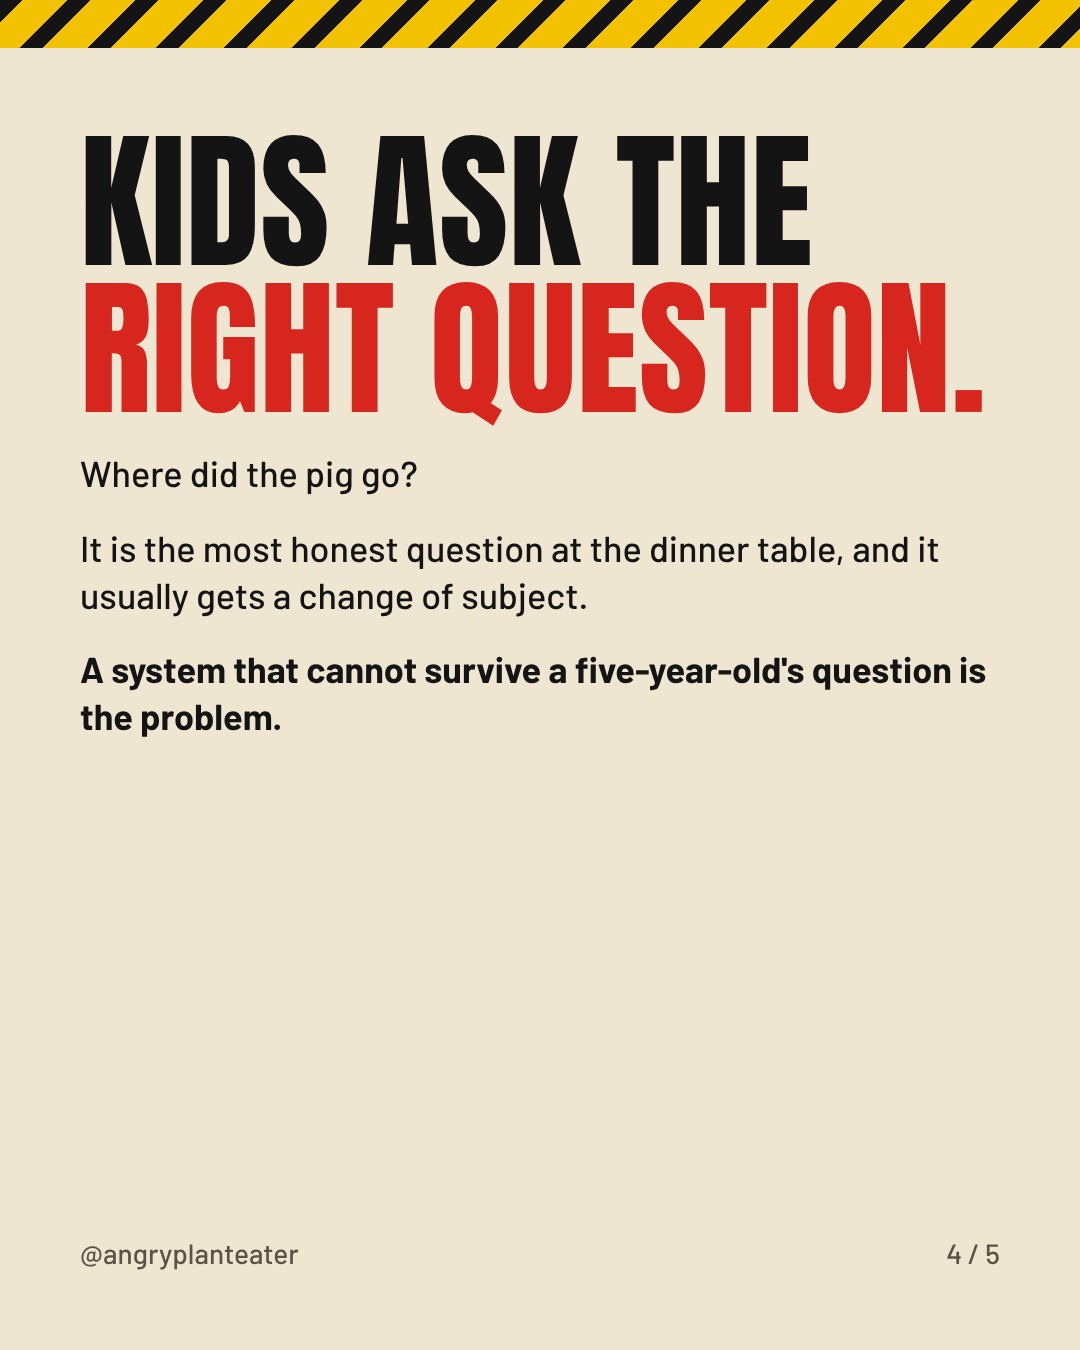 KIDS ASK THE
RIGHT QUESTION.
Where did the pig go?
It is the most honest question at the dinner table, and it
usually gets a change of subject.
A system that cannot survive a five-year-old's question is
the problem.
@angryplanteater
4 / 5